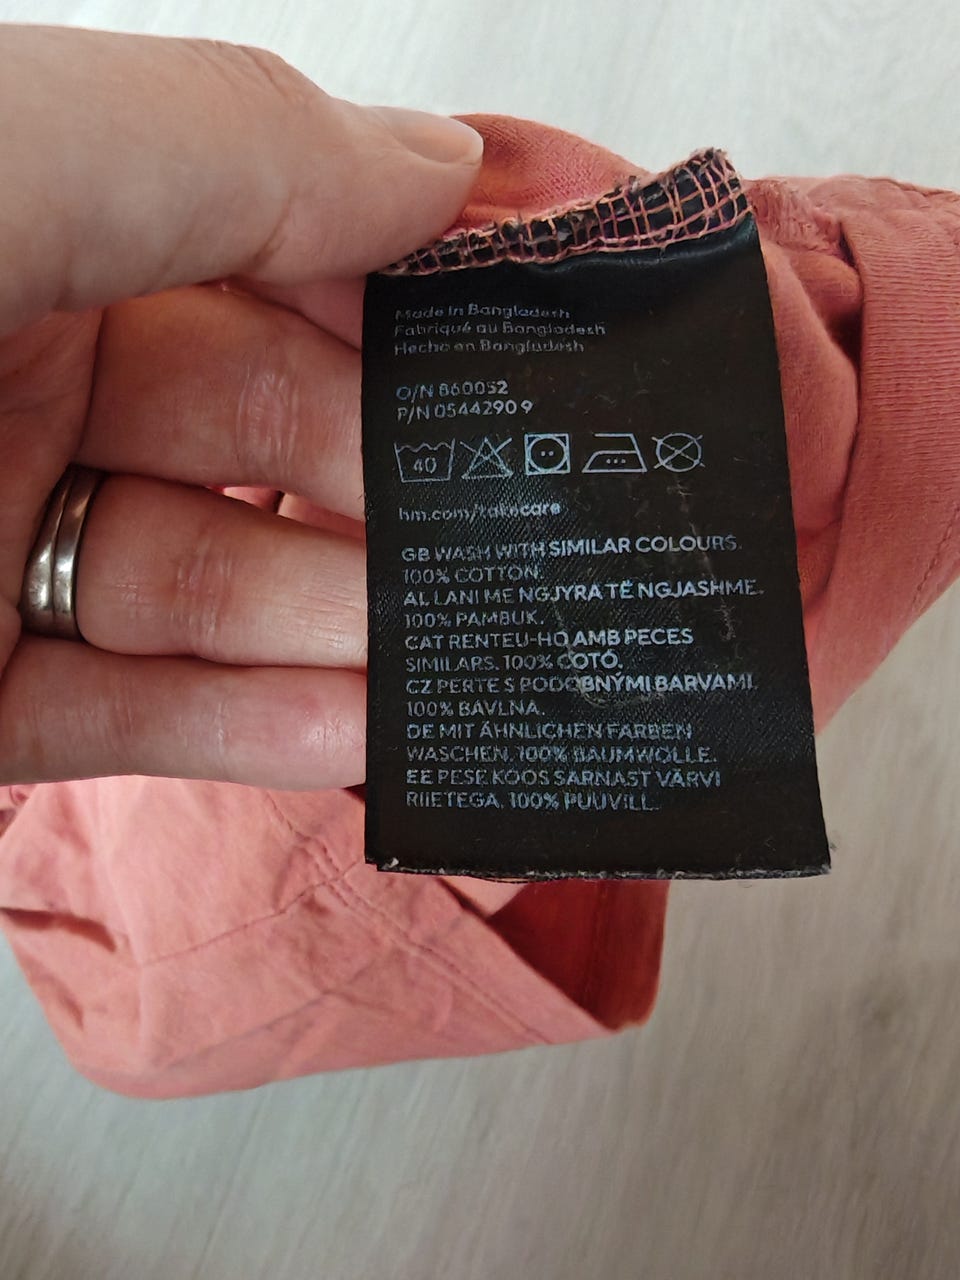 Made in Bangladesh
Fabriqué au Bangladesh
Hecho en Bangladesh
O/N 860052
P/N 05442909
40
hm.com/takecare
GB WASH WITH SIMILAR COLOURS.
100% COTTON.
AL LANI ME NGJYRA TË NGJASHME.
100% PAMBUK.
CAT RENTEU-HO AMB PECES
SIMILARS. 100% COTÓ.
CZ PERTE S PODOBNÝMI BARVAMI.
100% BAVLNA.
DE MIT ÄHNLICHEN FARBEN
WASCHEN. 100% BAUMWOLLE.
EE PESE KOOS SARNAST VÄRVI
RIIETEGA. 100% PUUVILL.